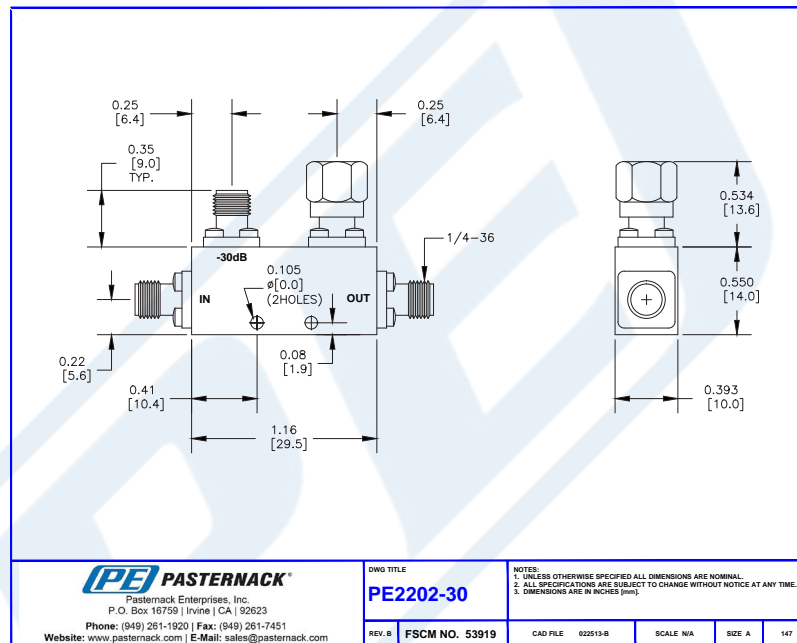 0.25
[6.4]
0.25
[6.4]
0.35
[9.0]
TYP.
0.534
[13.6]
1/4-36
-30dB
0.105
ø[0.0]
(2HOLES)
IN
OUT
0.550
[14.0]
0.22
[5.6]
0.08
[1.9]
0.41
[10.4]
0.393
[10.0]
1.16
[29.5]
PE PASTERNACK®
Pasternack Enterprises, Inc.
P.O. Box 16759 | Irvine | CA | 92623
Phone: (949) 261-1920 | Fax: (949) 261-7451
Website: www.pasternack.com | E-Mail: sales@pasternack.com
DWG TITLE
PE2202-30
REV. B
FSCM NO. 53919
NOTES:
1. UNLESS OTHERWISE SPECIFIED ALL DIMENSIONS ARE NOMINAL.
2. ALL SPECIFICATIONS ARE SUBJECT TO CHANGE WITHOUT NOTICE AT ANY TIME.
3. DIMENSIONS ARE IN INCHES [mm].
CAD FILE 022513-B
SCALE N/A
SIZE A
147